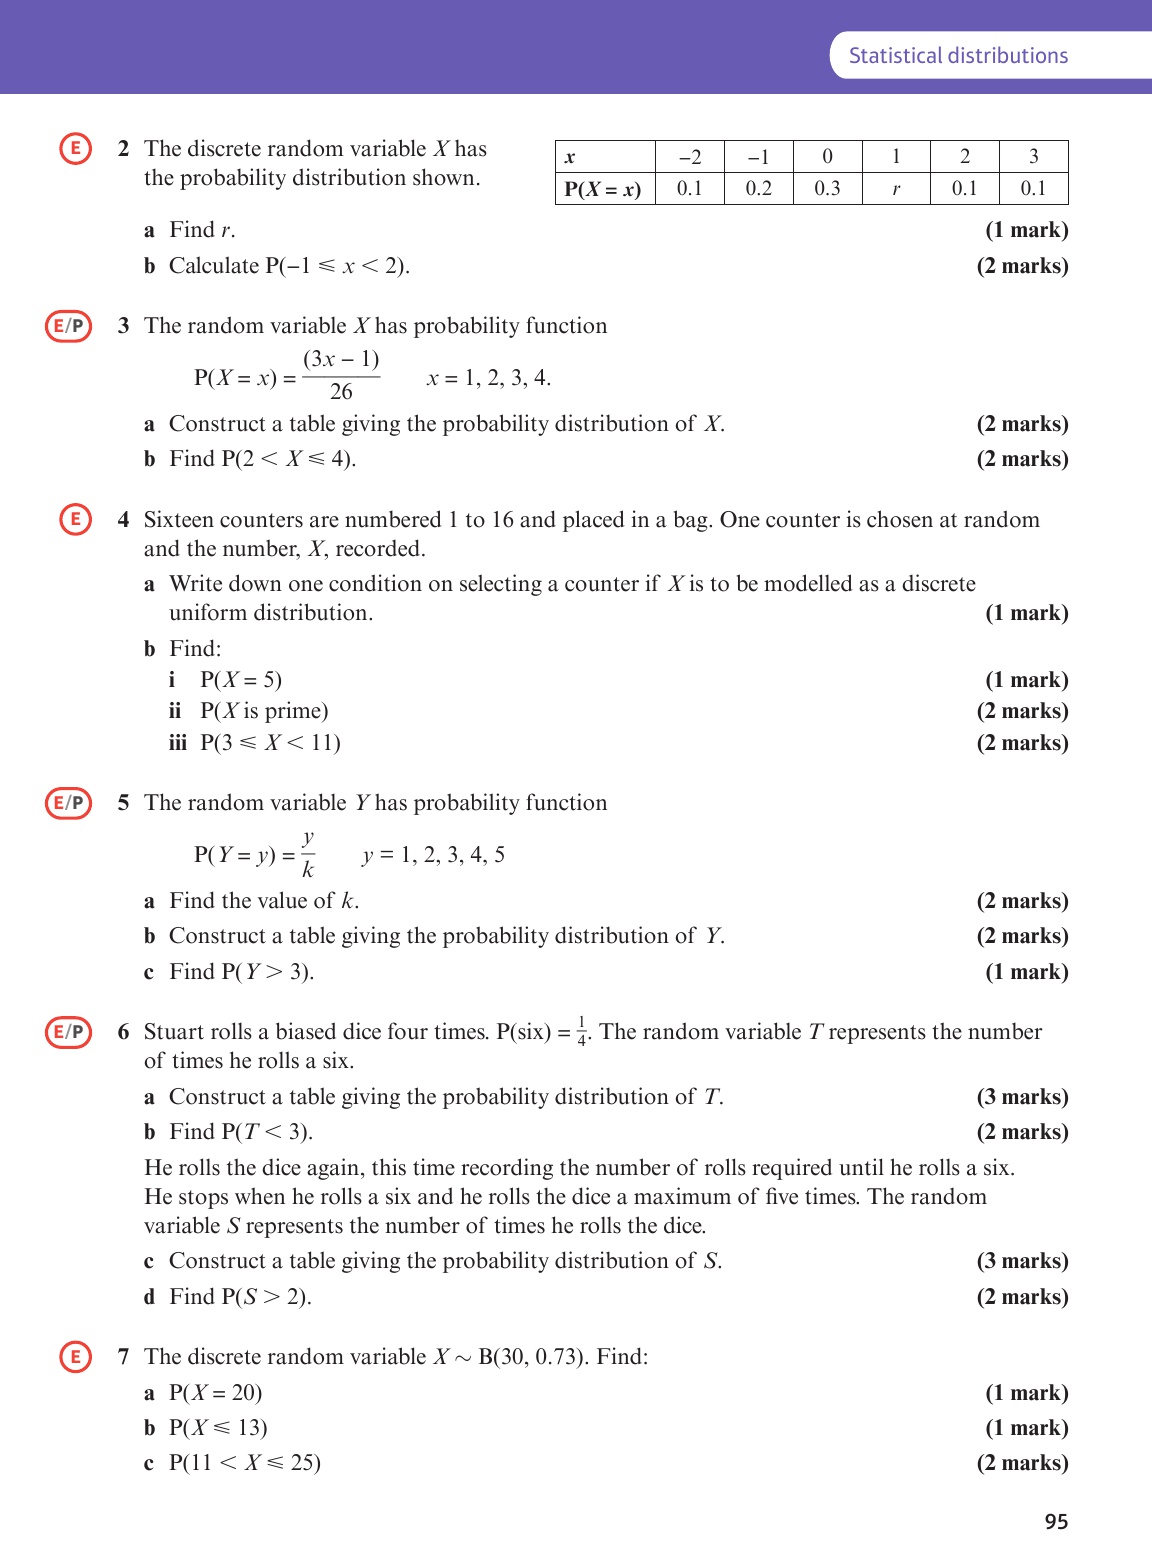 Statistical distributions
E 2 The discrete random variable X has
the probability distribution shown.
x −2 −1 0 1 2 3
P(X = x) 0.1 0.2 0.3 r 0.1 0.1
a Find r. (1 mark)
b Calculate P(−1 ⩽ x < 2). (2 marks)
E/P 3 The random variable X has probability function
P(X = x) = (3x − 1)/26 x = 1, 2, 3, 4.
a Construct a table giving the probability distribution of X. (2 marks)
b Find P(2 < X ⩽ 4). (2 marks)
E 4 Sixteen counters are numbered 1 to 16 and placed in a bag. One counter is chosen at random
and the number, X, recorded.
a Write down one condition on selecting a counter if X is to be modelled as a discrete
uniform distribution. (1 mark)
b Find:
i P(X = 5) (1 mark)
ii P(X is prime) (2 marks)
iii P(3 ⩽ X < 11) (2 marks)
E/P 5 The random variable Y has probability function
P(Y = y) = y/k y = 1, 2, 3, 4, 5
a Find the value of k. (2 marks)
b Construct a table giving the probability distribution of Y. (2 marks)
c Find P(Y > 3). (1 mark)
E/P 6 Stuart rolls a biased dice four times. P(six) = 1/4. The random variable T represents the number
of times he rolls a six.
a Construct a table giving the probability distribution of T. (3 marks)
b Find P(T < 3). (2 marks)
He rolls the dice again, this time recording the number of rolls required until he rolls a six.
He stops when he rolls a six and he rolls the dice a maximum of five times. The random
variable S represents the number of times he rolls the dice.
c Construct a table giving the probability distribution of S. (3 marks)
d Find P(S > 2). (2 marks)
E 7 The discrete random variable X ∼ B(30, 0.73). Find:
a P(X = 20) (1 mark)
b P(X ⩽ 13) (1 mark)
c P(11 < X ⩽ 25) (2 marks)
95